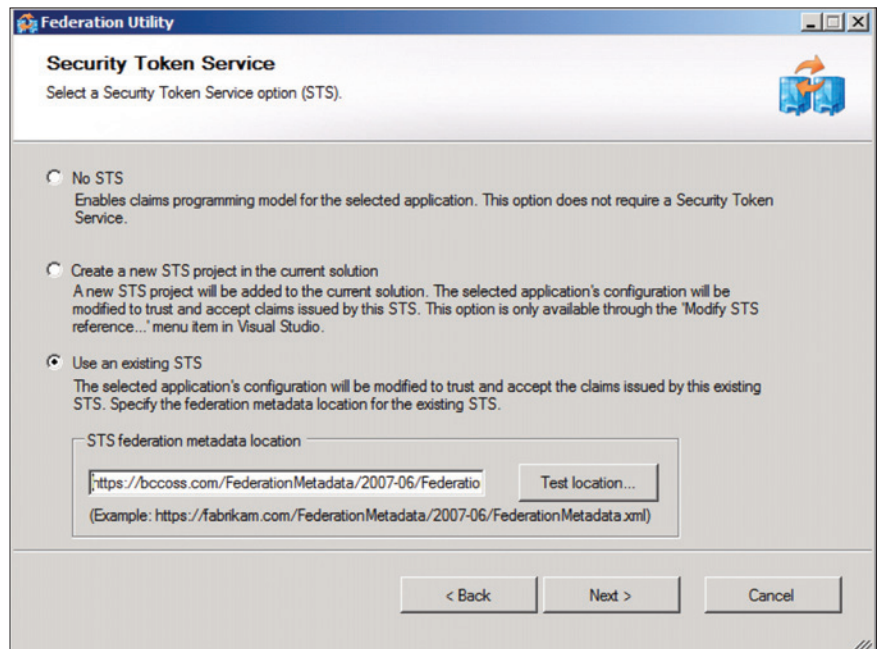 Federation Utility
Security Token Service
Select a Security Token Service option (STS).
No STS
Enables claims programming model for the selected application. This option does not require a Security Token
Service.
Create a new STS project in the current solution
A new STS project will be added to the current solution. The selected application's configuration will be
modified to trust and accept claims issued by this STS. This option is only available through the 'Modify STS
reference...' menu item in Visual Studio.
Use an existing STS
The selected application's configuration will be modified to trust and accept the claims issued by this existing
STS. Specify the federation metadata location for the existing STS.
STS federation metadata location
https://bccoss.com/FederationMetadata/2007-06/Federatio
Test location...
(Example: https://fabrikam.com/FederationMetadata/2007-06/FederationMetadata.xml)
< Back
Next >
Cancel